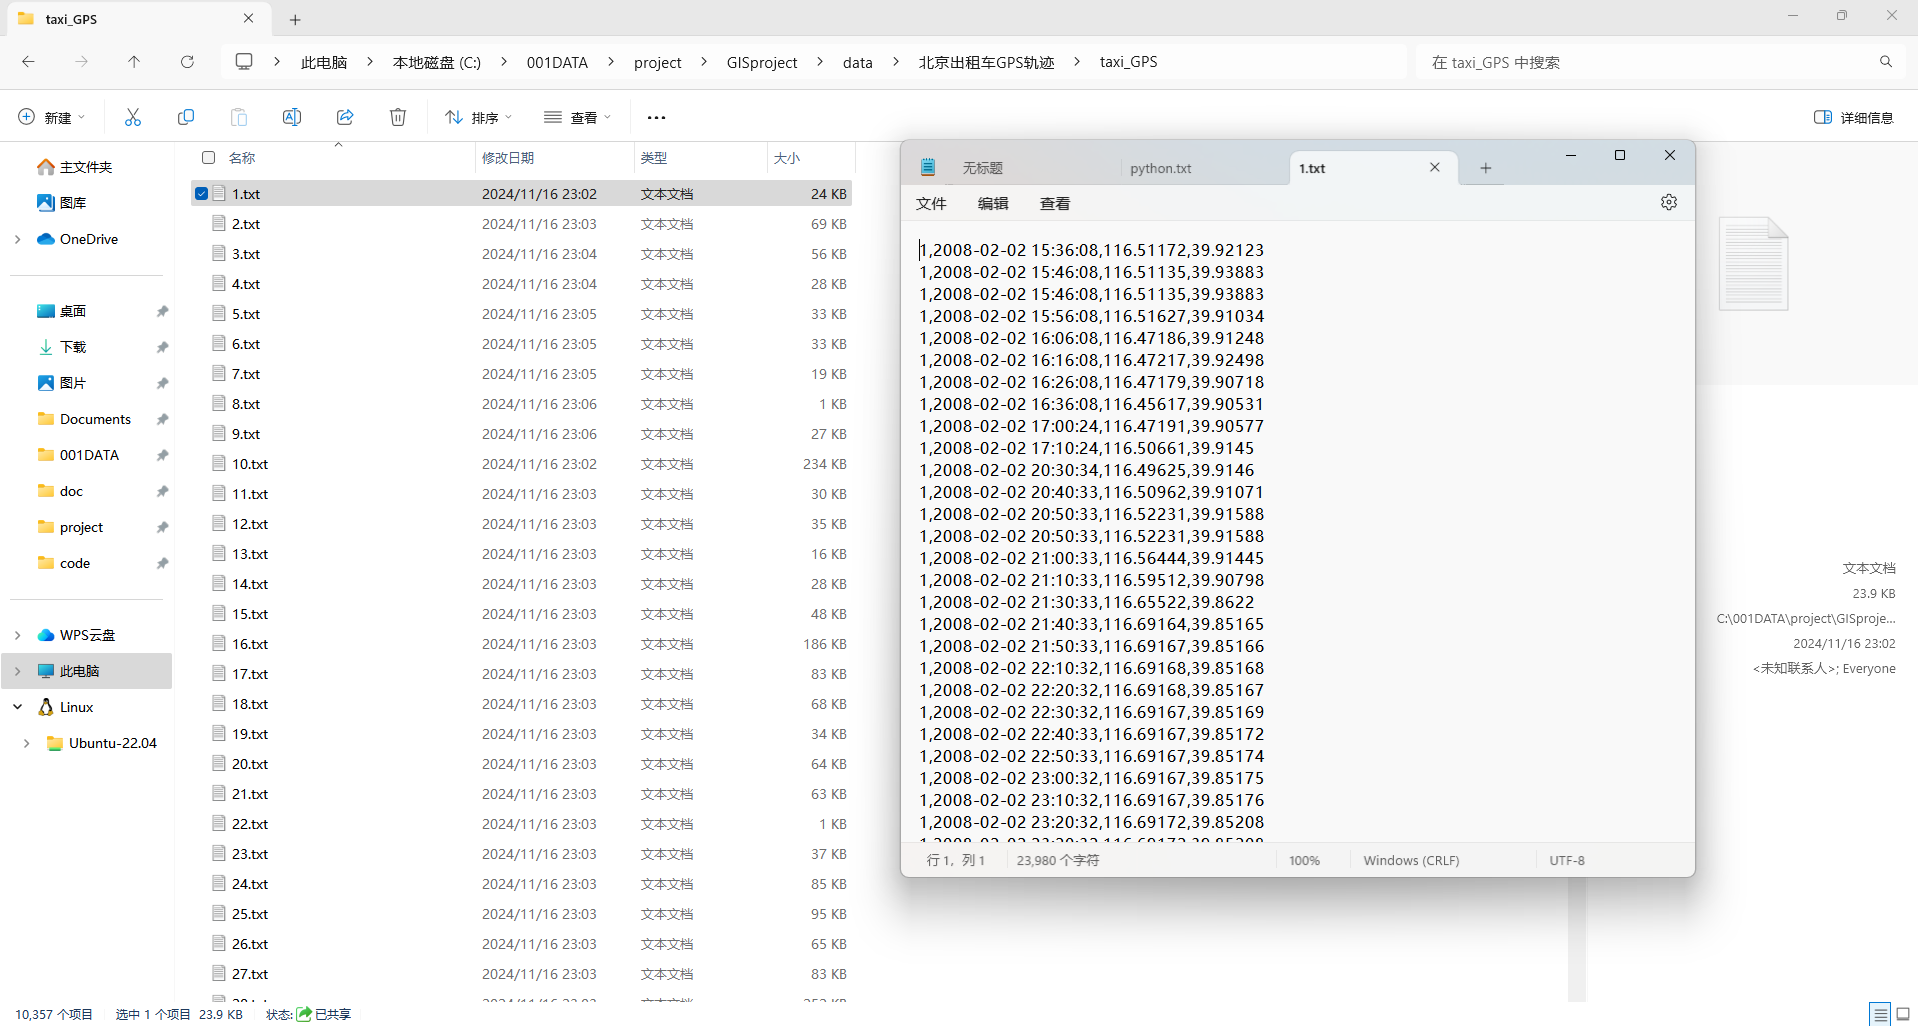 taxi_GPS
此电脑 本地磁盘 (C:) 001DATA project GISproject data 北京出租车GPS轨迹 taxi_GPS
在 taxi_GPS 中搜索
新建 排序 查看 详细信息
主文件夹
图库
OneDrive
桌面
下载
图片
Documents
001DATA
doc
project
code
WPS云盘
此电脑
Linux
Ubuntu-22.04
名称 修改日期 类型 大小
1.txt 2024/11/16 23:02 文本文档 24 KB
2.txt 2024/11/16 23:03 文本文档 69 KB
3.txt 2024/11/16 23:04 文本文档 56 KB
4.txt 2024/11/16 23:04 文本文档 28 KB
5.txt 2024/11/16 23:05 文本文档 33 KB
6.txt 2024/11/16 23:05 文本文档 33 KB
7.txt 2024/11/16 23:05 文本文档 19 KB
8.txt 2024/11/16 23:06 文本文档 1 KB
9.txt 2024/11/16 23:06 文本文档 27 KB
10.txt 2024/11/16 23:02 文本文档 234 KB
11.txt 2024/11/16 23:03 文本文档 30 KB
12.txt 2024/11/16 23:03 文本文档 35 KB
13.txt 2024/11/16 23:03 文本文档 16 KB
14.txt 2024/11/16 23:03 文本文档 28 KB
15.txt 2024/11/16 23:03 文本文档 48 KB
16.txt 2024/11/16 23:03 文本文档 186 KB
17.txt 2024/11/16 23:03 文本文档 83 KB
18.txt 2024/11/16 23:03 文本文档 68 KB
19.txt 2024/11/16 23:03 文本文档 34 KB
20.txt 2024/11/16 23:03 文本文档 64 KB
21.txt 2024/11/16 23:03 文本文档 63 KB
22.txt 2024/11/16 23:03 文本文档 1 KB
23.txt 2024/11/16 23:03 文本文档 37 KB
24.txt 2024/11/16 23:03 文本文档 85 KB
25.txt 2024/11/16 23:03 文本文档 95 KB
26.txt 2024/11/16 23:03 文本文档 65 KB
27.txt 2024/11/16 23:03 文本文档 83 KB
无标题 python.txt 1.txt
文件 编辑 查看
1,2008-02-02 15:36:08,116.51172,39.92123
1,2008-02-02 15:46:08,116.51135,39.93883
1,2008-02-02 15:46:08,116.51135,39.93883
1,2008-02-02 15:56:08,116.51627,39.91034
1,2008-02-02 16:06:08,116.47186,39.91248
1,2008-02-02 16:16:08,116.47217,39.92498
1,2008-02-02 16:26:08,116.47179,39.90718
1,2008-02-02 16:36:08,116.45617,39.90531
1,2008-02-02 17:00:24,116.47191,39.90577
1,2008-02-02 17:10:24,116.50661,39.9145
1,2008-02-02 20:30:34,116.49625,39.9146
1,2008-02-02 20:40:33,116.50962,39.91071
1,2008-02-02 20:50:33,116.52231,39.91588
1,2008-02-02 20:50:33,116.52231,39.91588
1,2008-02-02 21:00:33,116.56444,39.91445
1,2008-02-02 21:10:33,116.59512,39.90798
1,2008-02-02 21:30:33,116.65522,39.8622
1,2008-02-02 21:40:33,116.69164,39.85165
1,2008-02-02 21:50:33,116.69167,39.85166
1,2008-02-02 22:10:32,116.69168,39.85168
1,2008-02-02 22:20:32,116.69168,39.85167
1,2008-02-02 22:30:32,116.69167,39.85169
1,2008-02-02 22:40:33,116.69167,39.85172
1,2008-02-02 22:50:33,116.69167,39.85174
1,2008-02-02 23:00:32,116.69167,39.85175
1,2008-02-02 23:10:32,116.69167,39.85176
1,2008-02-02 23:20:32,116.69172,39.85208
行 1，列 1 23,980 个字符 100% Windows (CRLF) UTF-8
文本文档
23.9 KB
C:\001DATA\project\GISproje...
2024/11/16 23:02
<未知联系人>; Everyone
10,357 个项目 选中 1 个项目 23.9 KB 状态: 已共享